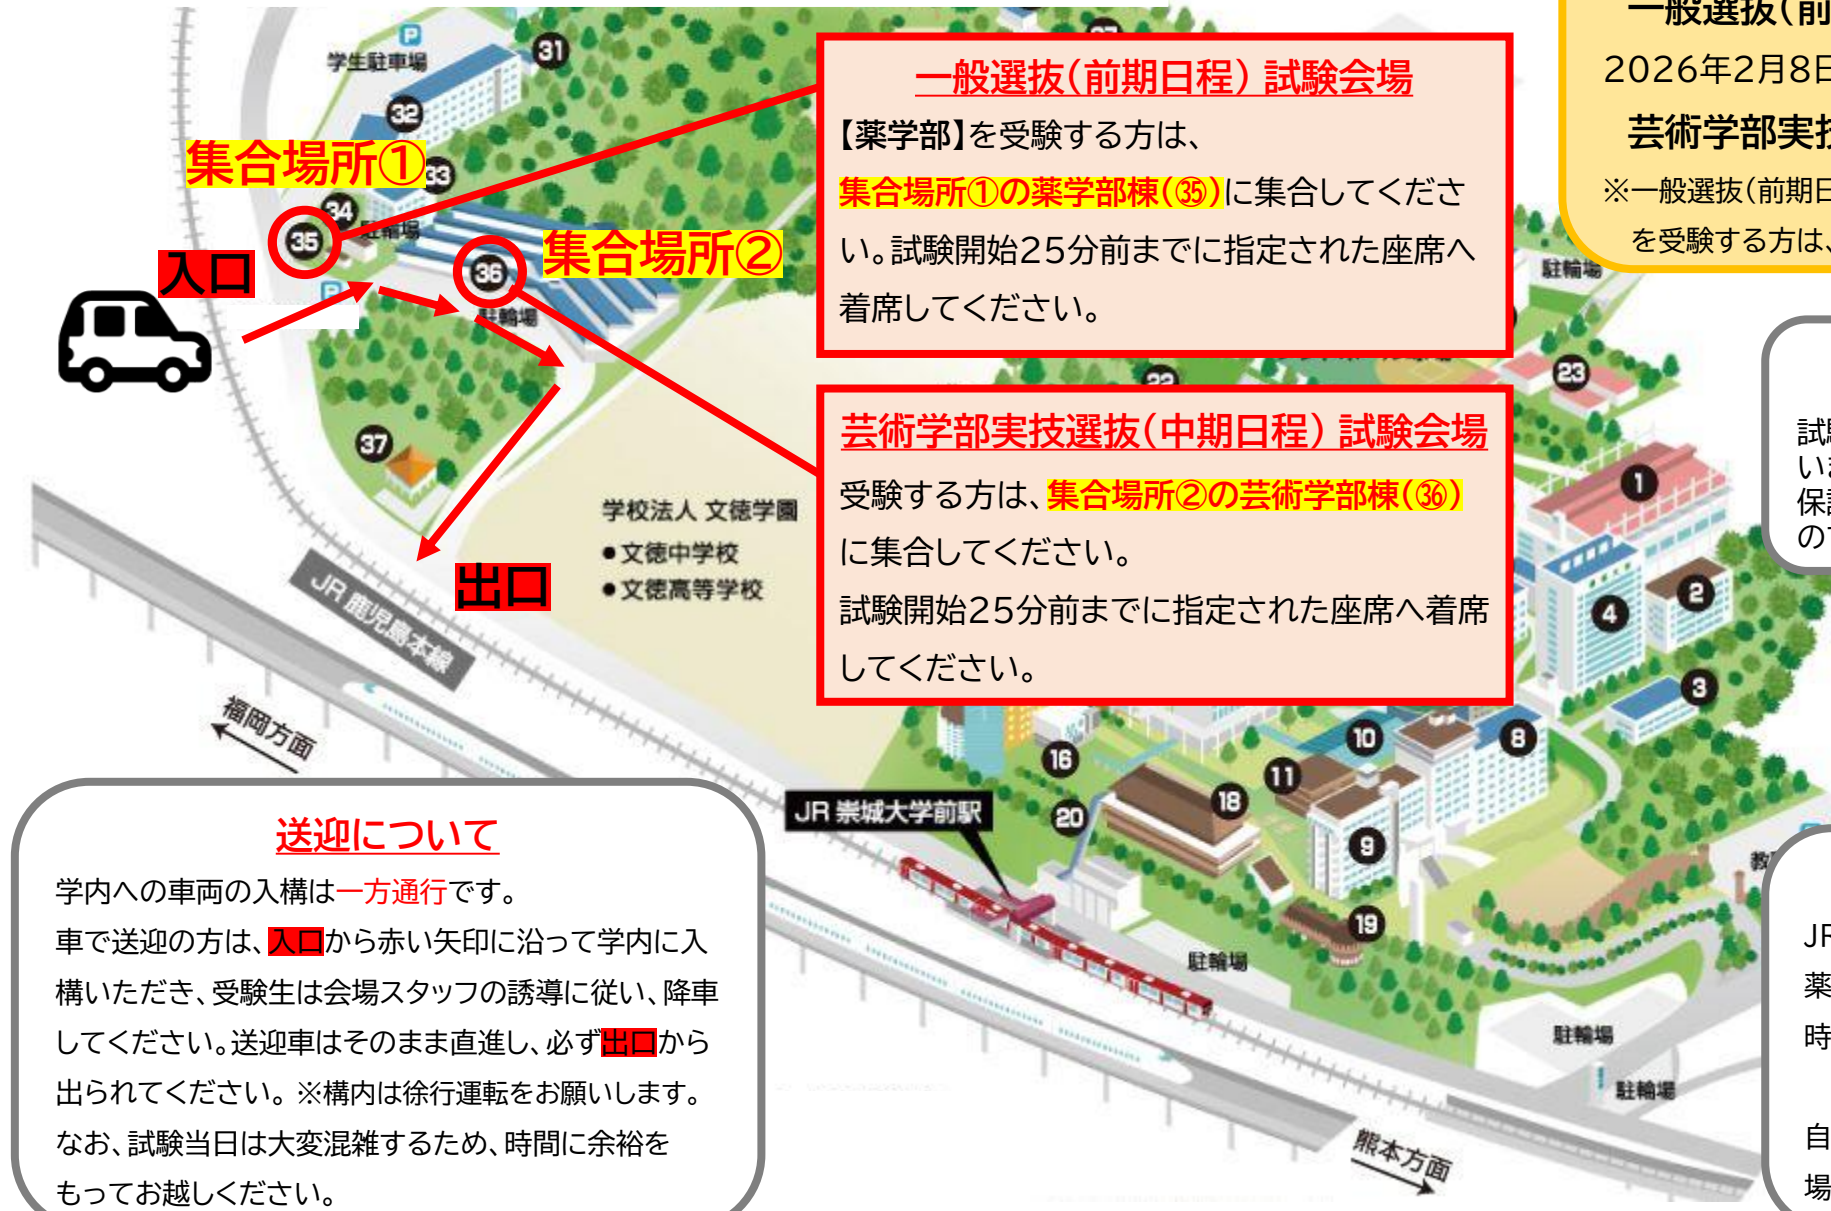 一般選抜(前
2026年2月8日
芸術学部実技
※一般選抜(前期日
を受験する方は、
P
学生駐車場
31
32
33
34
35
36
37
駐輪場
P
駐輪場
集合場所①
集合場所②
入口
出口
一般選抜(前期日程) 試験会場
【薬学部】を受験する方は、
集合場所①の薬学部棟(㉟)に集合してくださ
い。試験開始25分前までに指定された座席へ
着席してください。
芸術学部実技選抜(中期日程) 試験会場
受験する方は、集合場所②の芸術学部棟(㊱)
に集合してください。
試験開始25分前までに指定された座席へ着席
してください。
学校法人 文徳学園
●文徳中学校
●文徳高等学校
JR 鹿児島本線
福岡方面
駐輪場
23
1
2
4
3
8
10
11
16
18
20
9
19
JR 崇城大学前駅
駐輪場
駐輪場
駐輪場
熊本方面
送迎について
学内への車両の入構は一方通行です。
車で送迎の方は、入口から赤い矢印に沿って学内に入
構いただき、受験生は会場スタッフの誘導に従い、降車
してください。送迎車はそのまま直進し、必ず出口から
出られてください。※構内は徐行運転をお願いします。
なお、試験当日は大変混雑するため、時間に余裕を
もってお越しください。
試
い
保
の
教
JR
薬
時
自
場